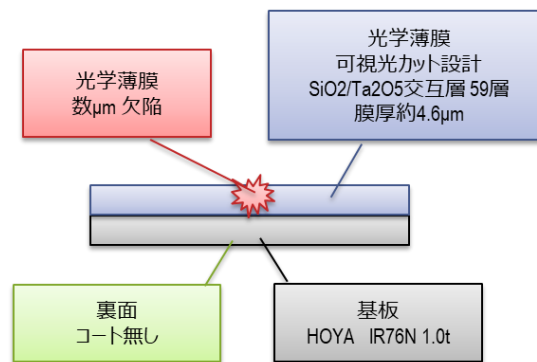 光学薄膜
数μm 欠陥
光学薄膜
可視光カット設計
SiO2/Ta2O5交互層 59層
膜厚約4.6μm
裏面
コート無し
基板
HOYA IR76N 1.0t